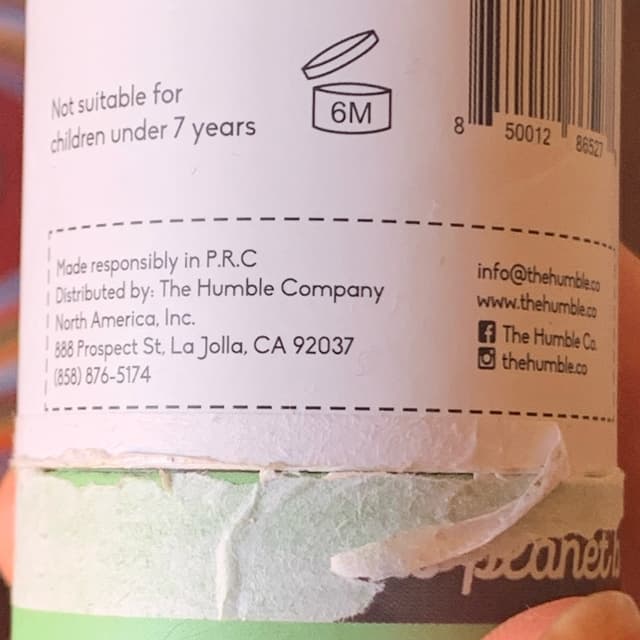 Not suitable for
children under 7 years
6M
8 50012 86527
Made responsibly in P.R.C
Distributed by: The Humble Company
North America, Inc.
888 Prospect St, La Jolla, CA 92037
(858) 876-5174
info@thehumble.co
www.thehumble.co
The Humble Co.
thehumble.co
planet